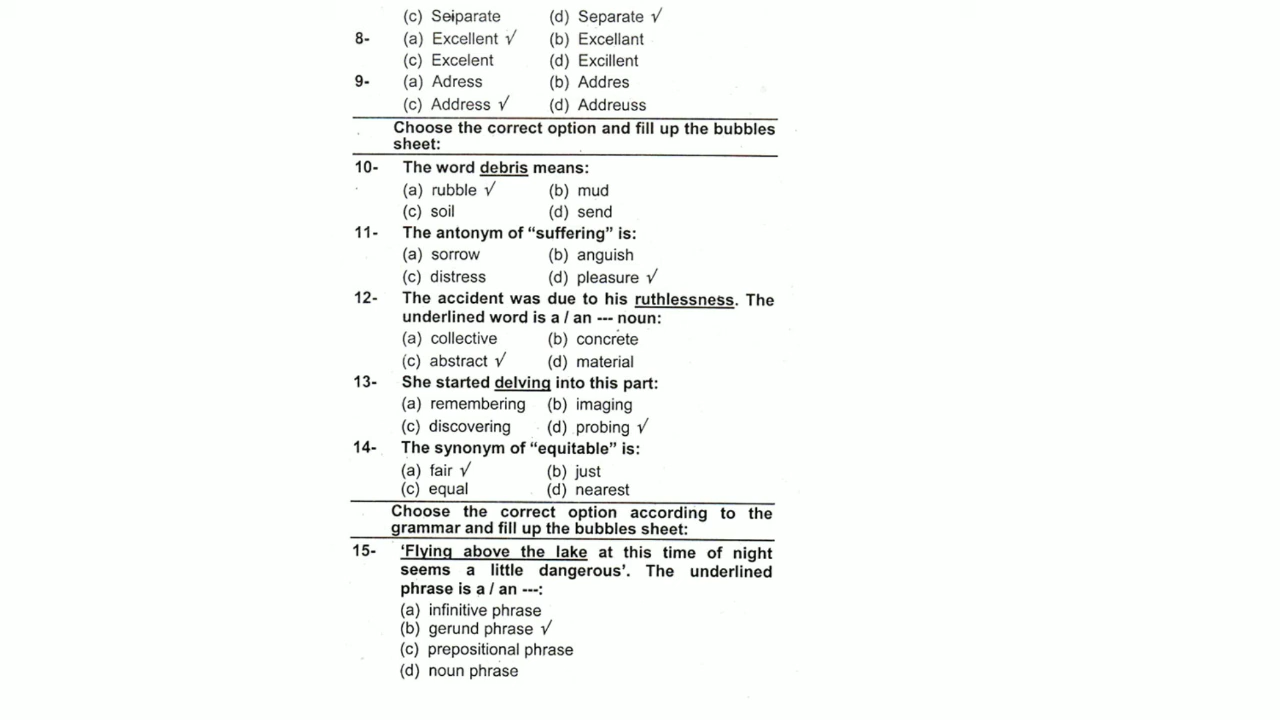 (c) Seiparate (d) Separate √
8- (a) Excellent √ (b) Excellant
(c) Excelent (d) Excillent
9- (a) Adress (b) Addres
(c) Address √ (d) Addreuss
Choose the correct option and fill up the bubbles
sheet:
10- The word debris means:
(a) rubble √ (b) mud
(c) soil (d) send
11- The antonym of “suffering” is:
(a) sorrow (b) anguish
(c) distress (d) pleasure √
12- The accident was due to his ruthlessness. The
underlined word is a / an --- noun:
(a) collective (b) concrete
(c) abstract √ (d) material
13- She started delving into this part:
(a) remembering (b) imaging
(c) discovering (d) probing √
14- The synonym of “equitable” is:
(a) fair √ (b) just
(c) equal (d) nearest
Choose the correct option according to the
grammar and fill up the bubbles sheet:
15- ‘Flying above the lake at this time of night
seems a little dangerous’. The underlined
phrase is a / an ---:
(a) infinitive phrase
(b) gerund phrase √
(c) prepositional phrase
(d) noun phrase